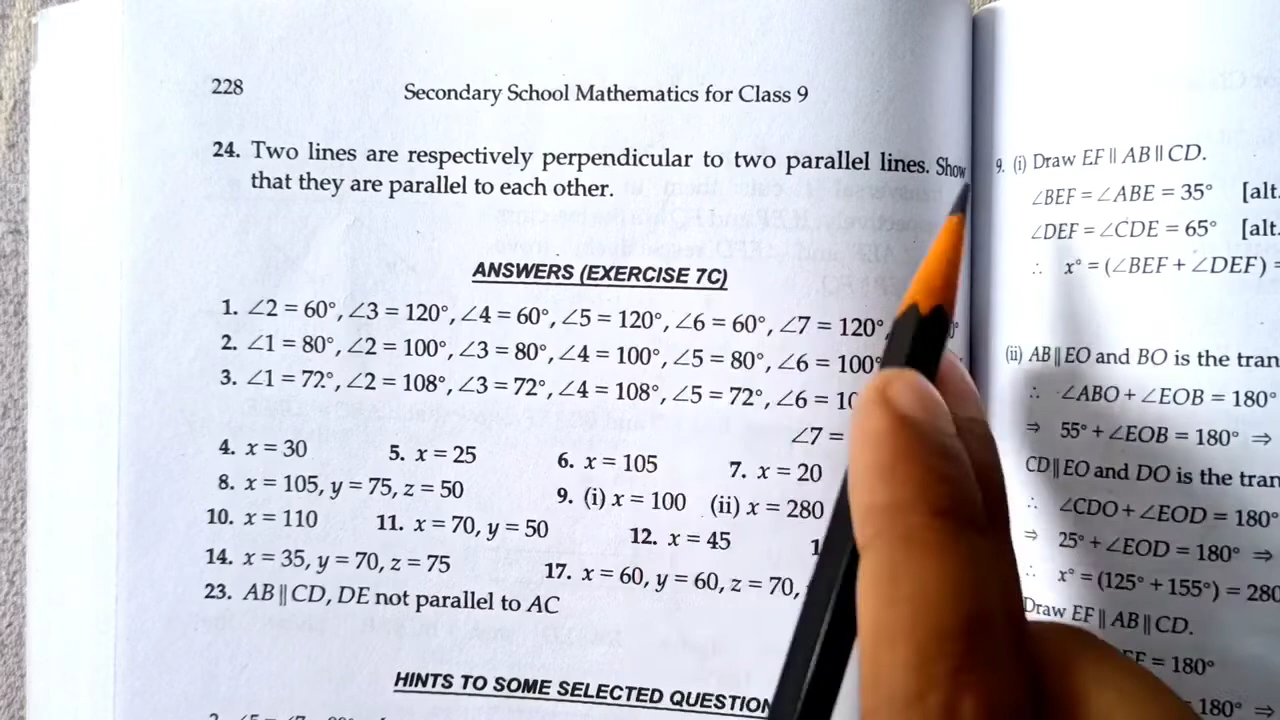 228
Secondary School Mathematics for Class 9
24. Two lines are respectively perpendicular to two parallel lines. Show
that they are parallel to each other.
ANSWERS (EXERCISE 7C)
1. ∠2 = 60°, ∠3 = 120°, ∠4 = 60°, ∠5 = 120°, ∠6 = 60°, ∠7 = 120°,
2. ∠1 = 80°, ∠2 = 100°, ∠3 = 80°, ∠4 = 100°, ∠5 = 80°, ∠6 = 100°
3. ∠1 = 72°, ∠2 = 108°, ∠3 = 72°, ∠4 = 108°, ∠5 = 72°, ∠6 = 10
∠7 =
4. x = 30 5. x = 25 6. x = 105 7. x = 20
8. x = 105, y = 75, z = 50 9. (i) x = 100 (ii) x = 280
10. x = 110 11. x = 70, y = 50 12. x = 45 1
14. x = 35, y = 70, z = 75 17. x = 60, y = 60, z = 70,
23. AB || CD, DE not parallel to AC
HINTS TO SOME SELECTED QUESTION
9. (i) Draw EF || AB || CD.
∠BEF = ∠ABE = 35° [alt.
∠DEF = ∠CDE = 65° [alt.
∴ x° = (∠BEF + ∠DEF) =
(ii) AB || EO and BO is the tran
∴ ∠ABO + ∠EOB = 180°
⇒ 55° + ∠EOB = 180° ⇒
CD || EO and DO is the tran
∴ ∠CDO + ∠EOD = 180°
⇒ 25° + ∠EOD = 180° ⇒
∴ x° = (125° + 155°) = 280
Draw EF || AB || CD.
EF = 180°
180° ⇒